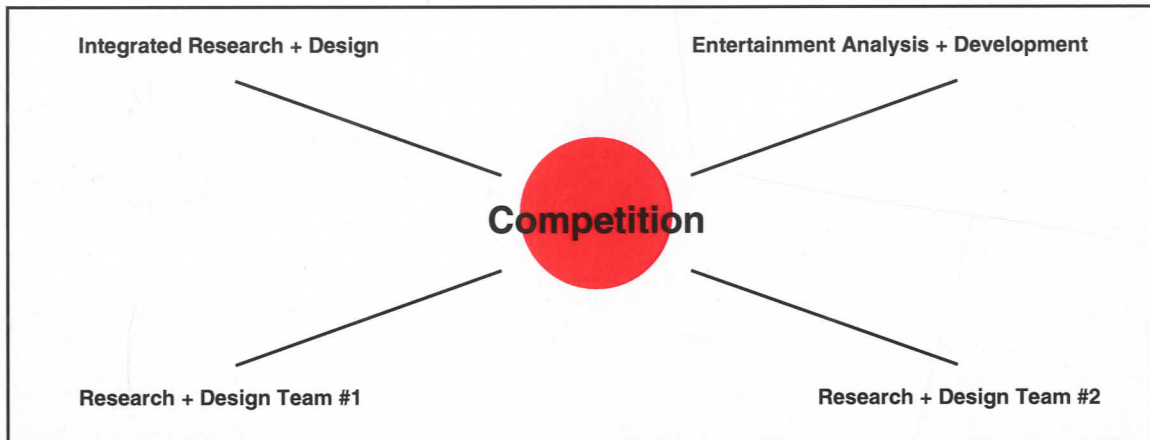 Integrated Research + Design
Entertainment Analysis + Development
Competition
Research + Design Team #1
Research + Design Team #2